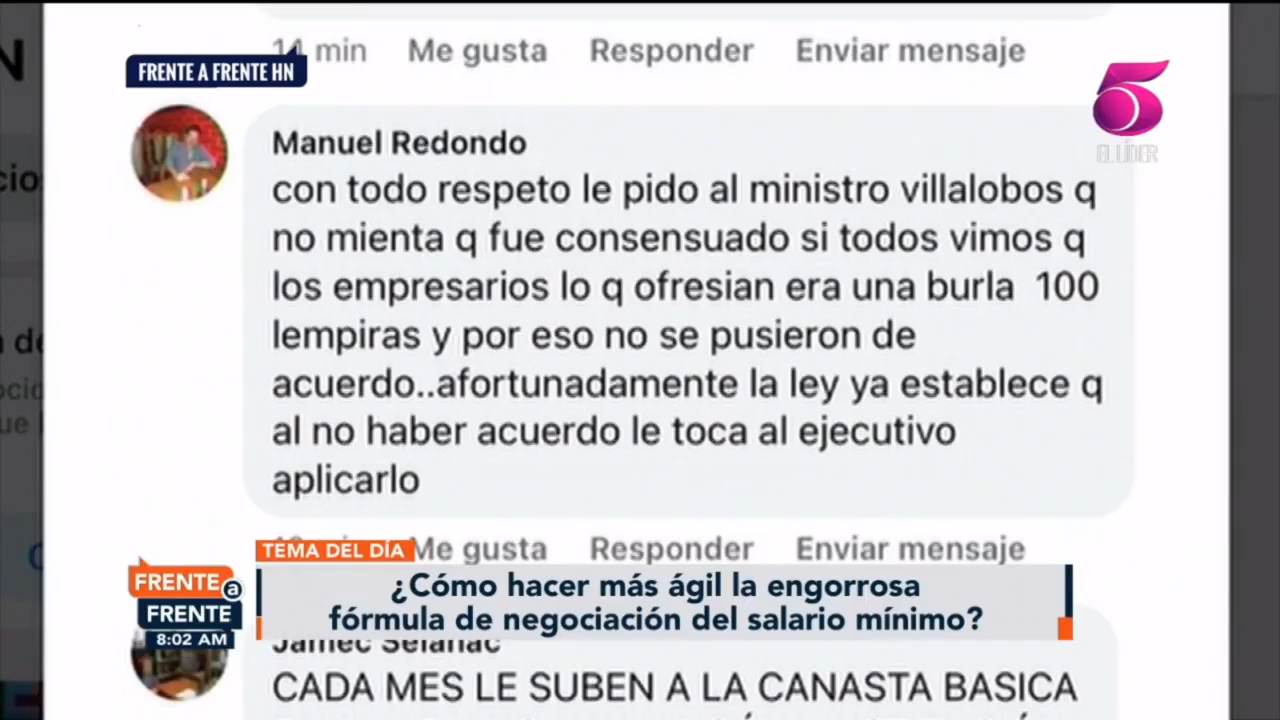 14 min Me gusta Responder Enviar mensaje
FRENTE A FRENTE HN
5
EL LÍDER
Manuel Redondo
con todo respeto le pido al ministro villalobos q
no mienta q fue consensuado si todos vimos q
los empresarios lo q ofresian era una burla 100
lempiras y por eso no se pusieron de
acuerdo..afortunadamente la ley ya establece q
al no haber acuerdo le toca al ejecutivo
aplicarlo
Me gusta Responder Enviar mensaje
TEMA DEL DÍA
¿Cómo hacer más ágil la engorrosa
fórmula de negociación del salario mínimo?
FRENTE a
FRENTE
8:02 AM
CADA MES LE SUBEN A LA CANASTA BASICA